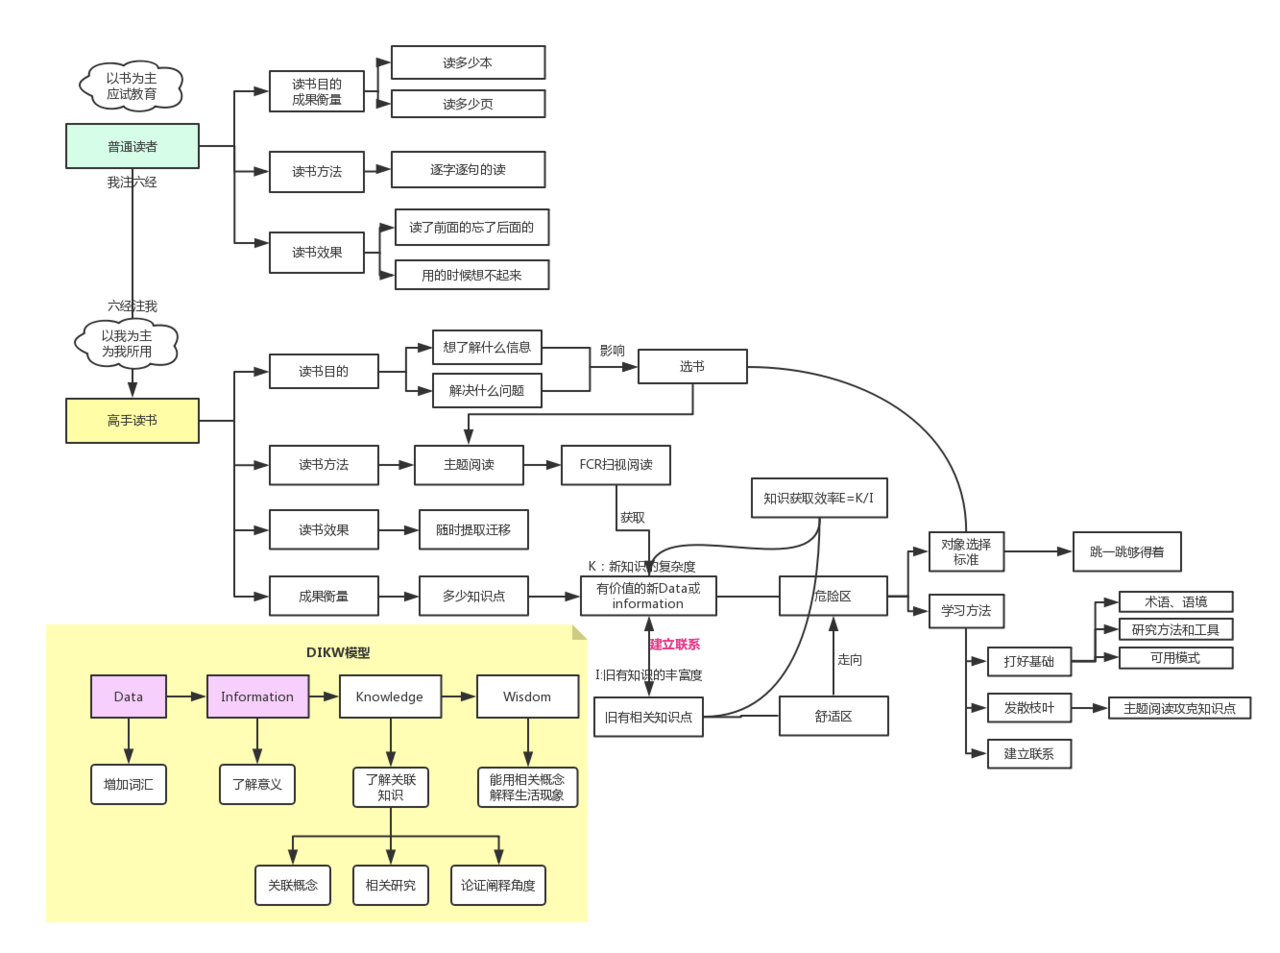 以书为主
应试教育
普通读者
我注六经
读书目的
成果衡量
读多少本
读多少页
读书方法
逐字逐句的读
读书效果
读了前面的忘了后面的
用的时候想不起来
六经注我
以我为主
为我所用
高手读书
读书目的
想了解什么信息
解决什么问题
影响
选书
读书方法
主题阅读
FCR扫视阅读
获取
知识获取效率E=K/I
读书效果
随时提取迁移
成果衡量
多少知识点
K：新知识的复杂度
有价值的新Data或
information
危险区
对象选择
标准
跳一跳够得着
学习方法
打好基础
术语、语境
研究方法和工具
可用模式
发散枝叶
主题阅读攻克知识点
建立联系
建立联系
I:旧有知识的丰富度
旧有相关知识点
走向
舒适区
DIKW模型
Data
Information
Knowledge
Wisdom
增加词汇
了解意义
了解关联
知识
能用相关概念
解释生活现象
关联概念
相关研究
论证阐释角度